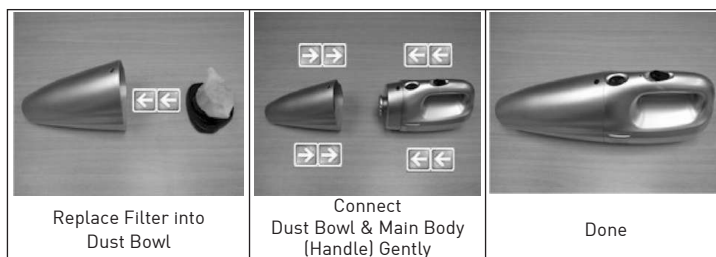 Replace Filter into
Dust Bowl
Connect
Dust Bowl & Main Body
(Handle) Gently
Done